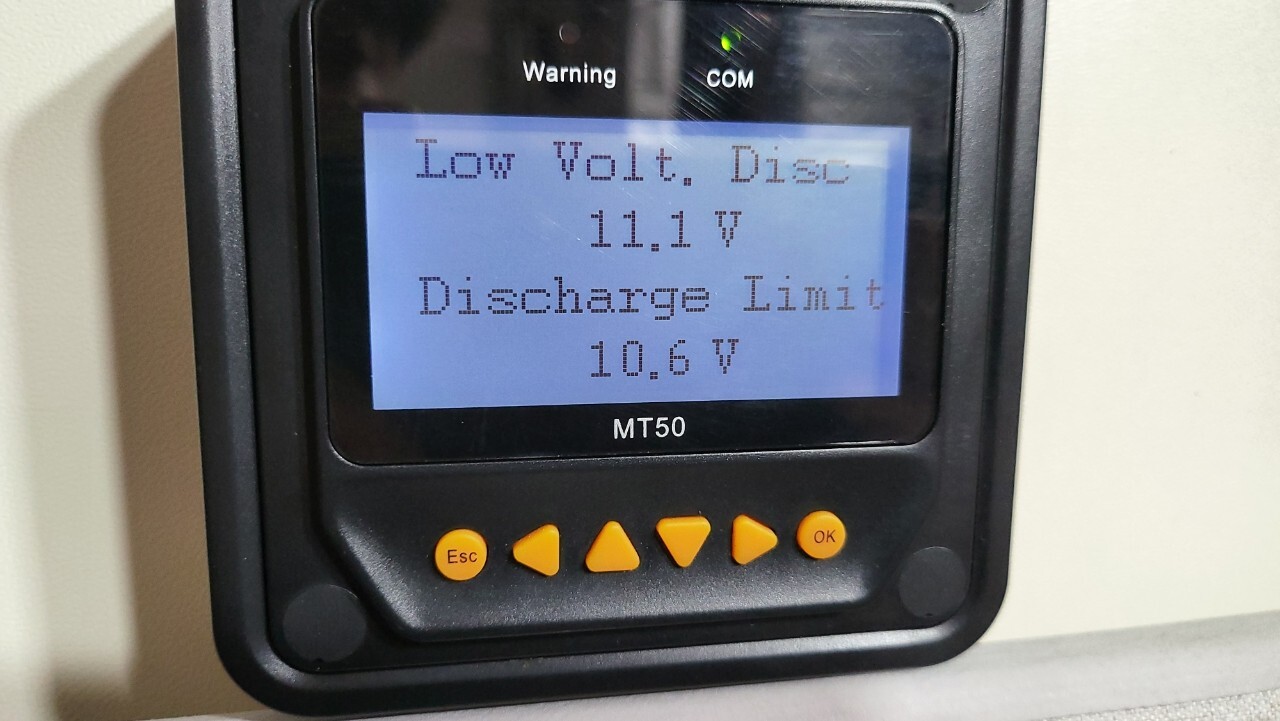 Warning COM
Low Volt. Disc
11.1 V
Discharge Limit
10.6 V
MT50
Esc OK